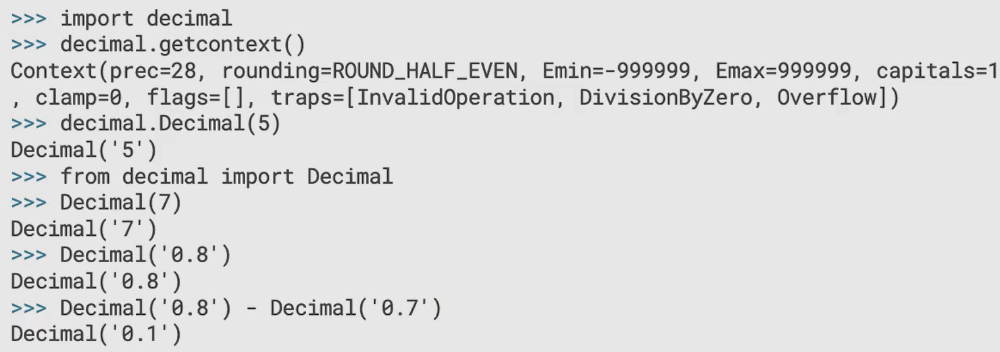 >>> import decimal
>>> decimal.getcontext()
Context(prec=28, rounding=ROUND_HALF_EVEN, Emin=-999999, Emax=999999, capitals=1
, clamp=0, flags=[], traps=[InvalidOperation, DivisionByZero, Overflow])
>>> decimal.Decimal(5)
Decimal('5')
>>> from decimal import Decimal
>>> Decimal(7)
Decimal('7')
>>> Decimal('0.8')
Decimal('0.8')
>>> Decimal('0.8') - Decimal('0.7')
Decimal('0.1')